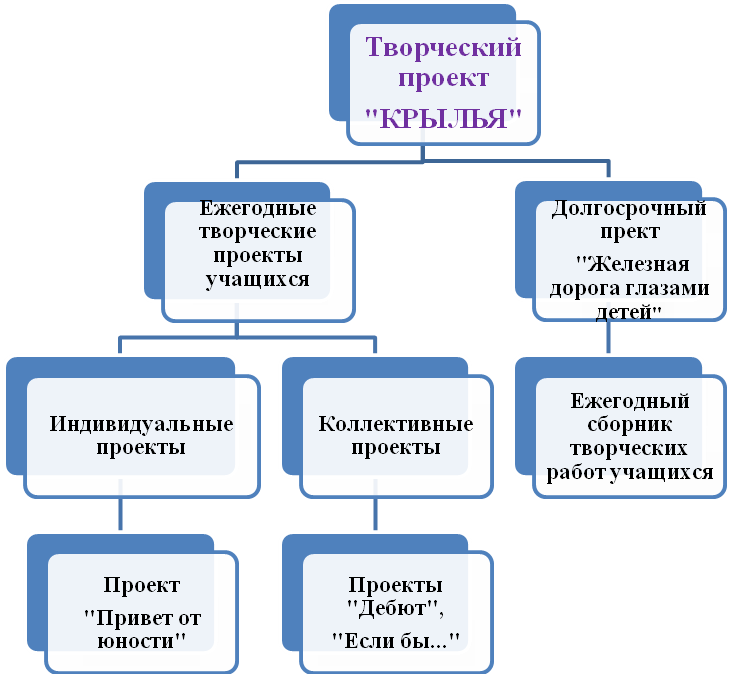 Творческий
проект
"КРЫЛЬЯ"
Ежегодные
творческие
проекты
учащихся
Долгосрочный
прект
"Железная
дорога глазами
детей"
Индивидуальные
проекты
Коллективные
проекты
Ежегодный
сборник
творческих
работ учащихся
Проект
"Привет от
юности"
Проекты
"Дебют",
"Если бы..."